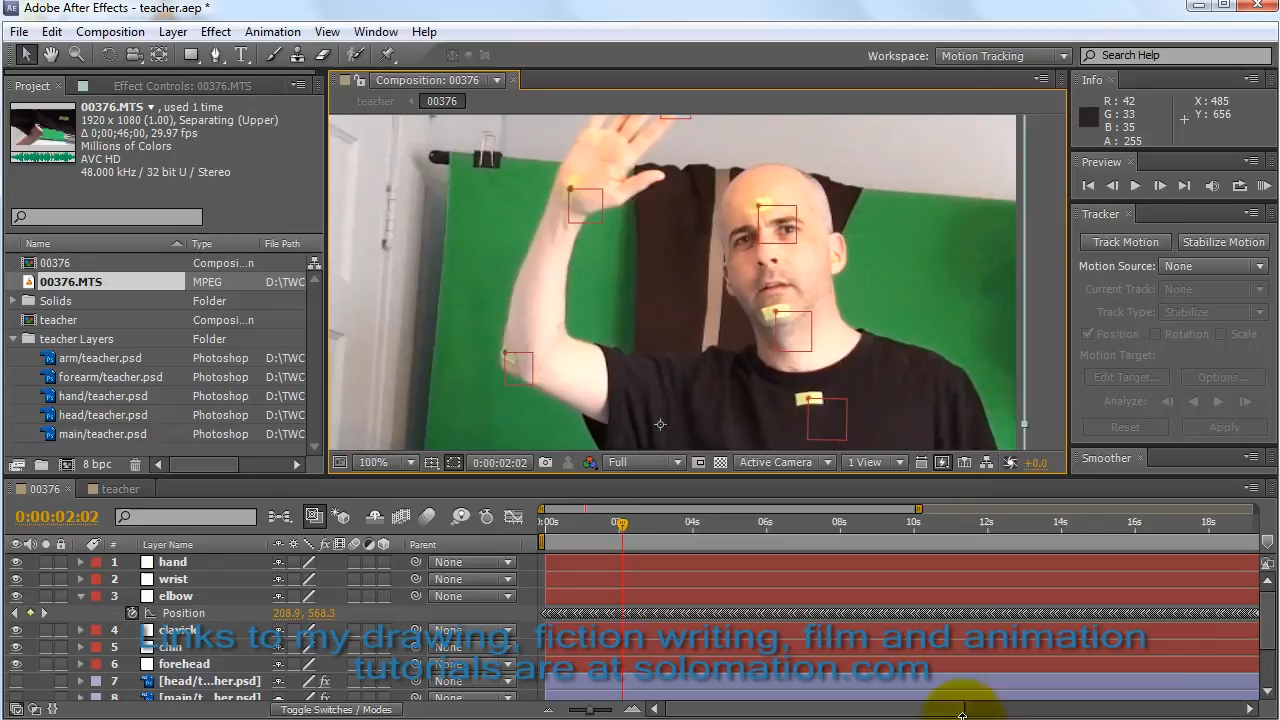 Adobe After Effects - teacher.aep *
File Edit Composition Layer Effect Animation View Window Help
Workspace: Motion Tracking Search Help
Project Effect Controls: 00376.MTS
00376.MTS , used 1 time
1920 x 1080 (1.00), Separating (Upper)
Δ 0;00;46;00, 29.97 fps
Millions of Colors
AVC HD
48.000 kHz / 32 bit U / Stereo
Name Type File Path
00376 Composi...n
00376.MTS MPEG D:\TWC
Solids Folder
teacher Composi...n
teacher Layers Folder
arm/teacher.psd Photoshop D:\TWC
forearm/teacher.psd Photoshop D:\TWC
hand/teacher.psd Photoshop D:\TWC
head/teacher.psd Photoshop D:\TWC
main/teacher.psd Photoshop D:\TWC
8 bpc
Composition: 00376
teacher 00376
100% 0:00:02:02 Full Active Camera 1 View +0.0
Info
R: 42
G: 33
B: 35
A: 255
X: 485
Y: 656
Preview
Tracker
Track Motion Stabilize Motion
Motion Source: None
Current Track: None
Track Type: Stabilize
Position Rotation Scale
Motion Target:
Edit Target... Options...
Analyze:
Reset Apply
Smoother
00376 teacher
0:00:02:02
:00s 04s 06s 08s 10s 12s 14s 16s 18s
# Layer Name Parent
1 hand None
2 wrist None
3 elbow None
Position 208.9, 568.3
4 None
5 chin None
6 forehead None
7 [head/t...her.psd] None
8 [main/t...her.psd] None
Links to my drawing, fiction writing, film and animation
tutorials are at solomation.com
Toggle Switches / Modes